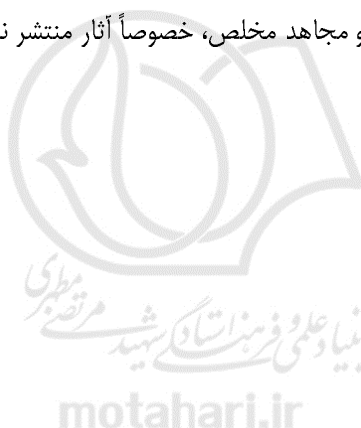 و مجاهد مخلص، خصوصاً آثار منتشر ن
بنیاد علمی و فرهنگی استاد شهید مرتضی مطهری
motahari.ir